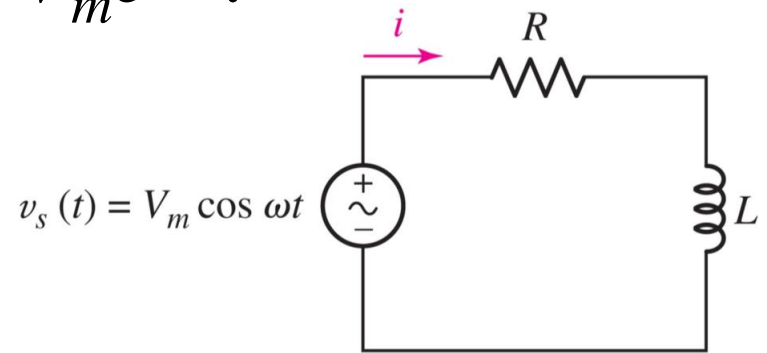 m
i
R
v_s (t) = V_m cos ωt
+
~
−
L